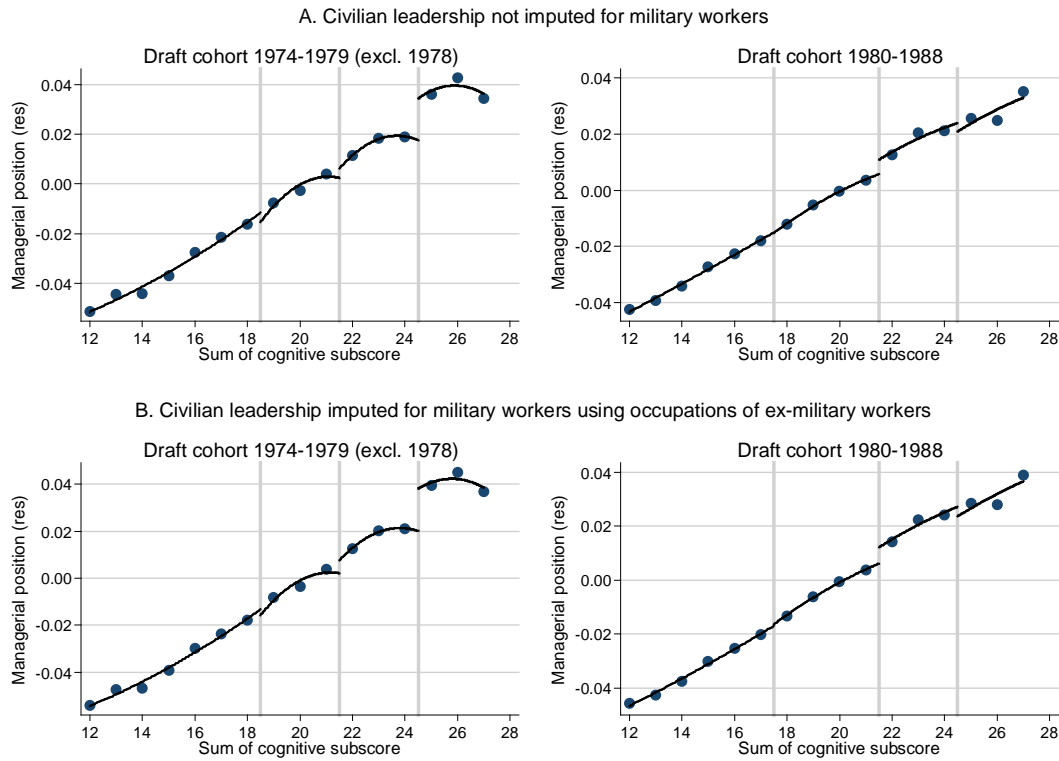 A. Civilian leadership not imputed for military workers
Draft cohort 1974-1979 (excl. 1978)
Managerial position (res)
0.04
0.02
0.00
-0.02
-0.04
12 14 16 18 20 22 24 26 28
Sum of cognitive subscore
Draft cohort 1980-1988
Managerial position (res)
0.04
0.02
0.00
-0.02
-0.04
12 14 16 18 20 22 24 26 28
Sum of cognitive subscore
B. Civilian leadership imputed for military workers using occupations of ex-military workers
Draft cohort 1974-1979 (excl. 1978)
Managerial position (res)
0.04
0.02
0.00
-0.02
-0.04
12 14 16 18 20 22 24 26 28
Sum of cognitive subscore
Draft cohort 1980-1988
Managerial position (res)
0.04
0.02
0.00
-0.02
-0.04
12 14 16 18 20 22 24 26 28
Sum of cognitive subscore